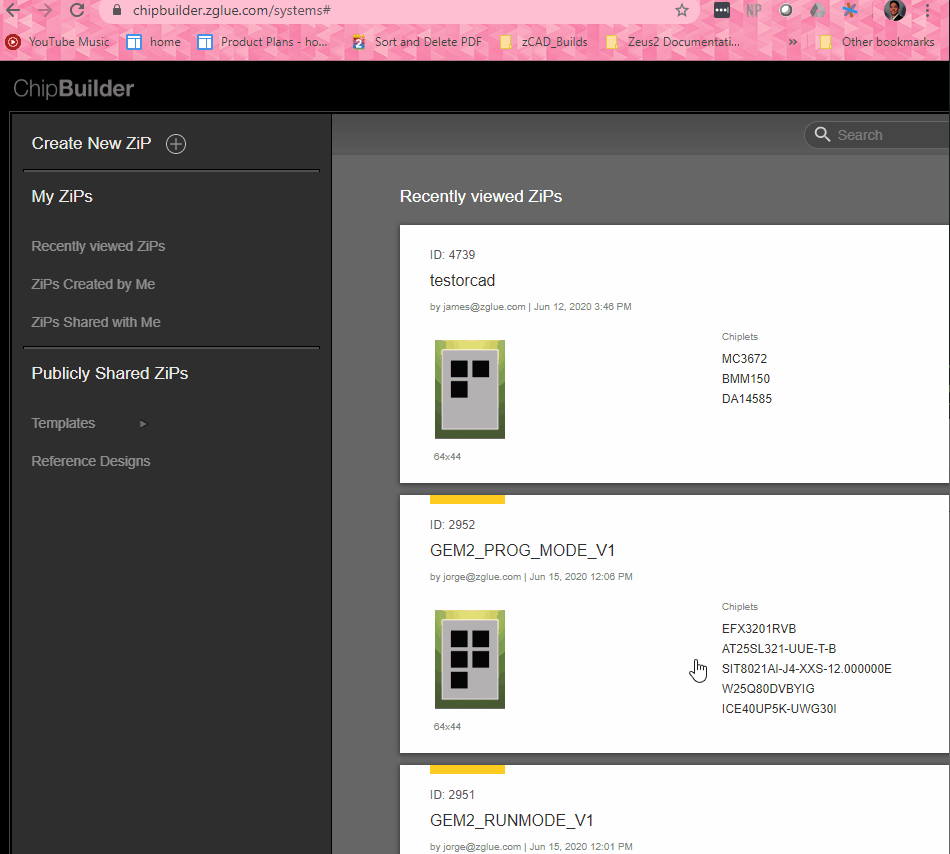 chipbuilder.zglue.com/systems#
YouTube Music
home
Product Plans - ho...
Sort and Delete PDF
zCAD_Builds
Zeus2 Documentati...
»
Other bookmarks
NP
ChipBuilder
Create New ZiP
Search
My ZiPs
Recently viewed ZiPs
ZiPs Created by Me
ZiPs Shared with Me
Publicly Shared ZiPs
Templates
Reference Designs
Recently viewed ZiPs
ID: 4739
testorcad
by james@zglue.com | Jun 12, 2020 3:46 PM
Chiplets
MC3672
BMM150
DA14585
64x44
ID: 2952
GEM2_PROG_MODE_V1
by jorge@zglue.com | Jun 15, 2020 12:06 PM
Chiplets
EFX3201RVB
AT25SL321-UUE-T-B
SIT8021AI-J4-XXS-12.000000E
W25Q80DVBYIG
ICE40UP5K-UWG30I
64x44
ID: 2951
GEM2_RUNMODE_V1
by jorge@zglue.com | Jun 15, 2020 12:01 PM